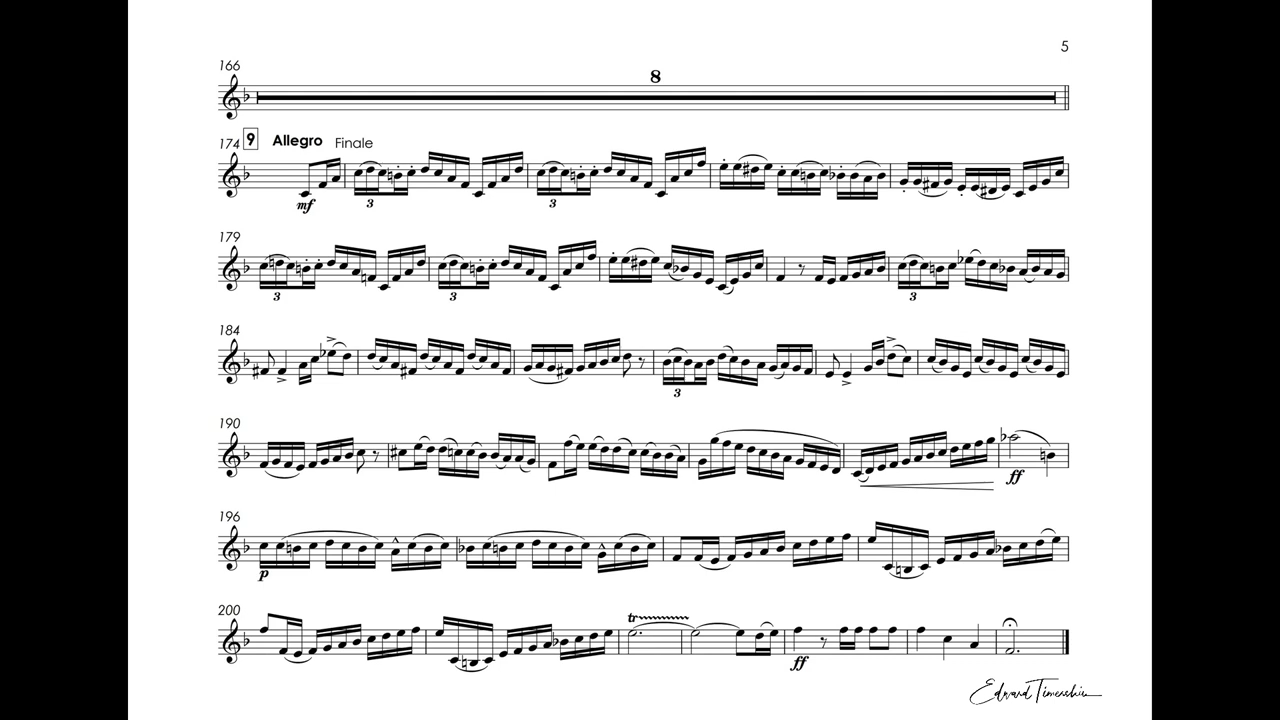 5
166
8
174 9 Allegro Finale
mf
3 3
179
3 3 3
184
3
190
ff
196
p
200
tr
ff
Edward